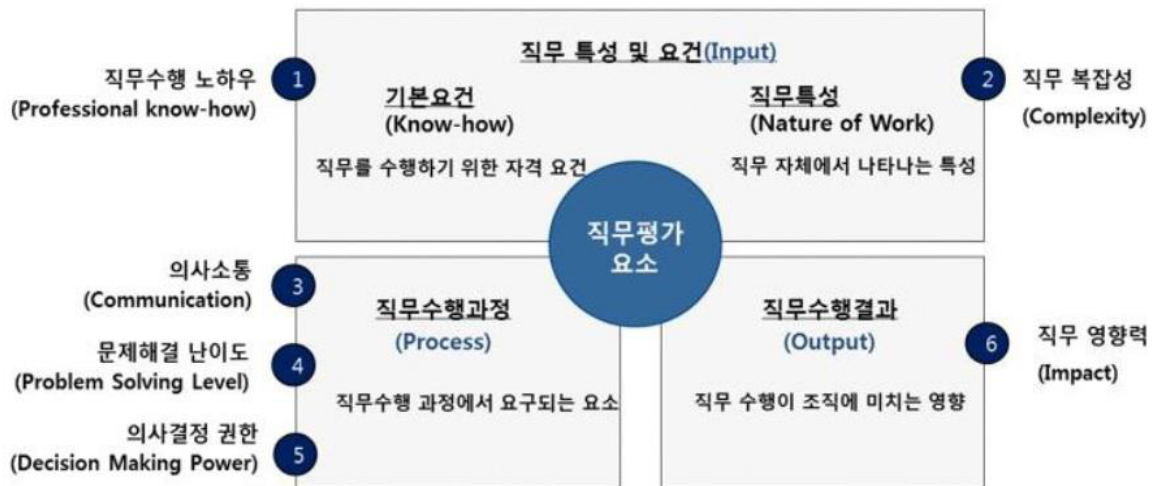 직무 특성 및 요건(Input)
직무수행 노하우
(Professional know-how)
1
기본요건
(Know-how)
직무를 수행하기 위한 자격 요건
직무특성
(Nature of Work)
직무 자체에서 나타나는 특성
2
직무 복잡성
(Complexity)
직무평가
요소
의사소통
(Communication)
3
문제해결 난이도
(Problem Solving Level)
4
의사결정 권한
(Decision Making Power)
5
직무수행과정
(Process)
직무수행 과정에서 요구되는 요소
직무수행결과
(Output)
직무 수행이 조직에 미치는 영향
6
직무 영향력
(Impact)